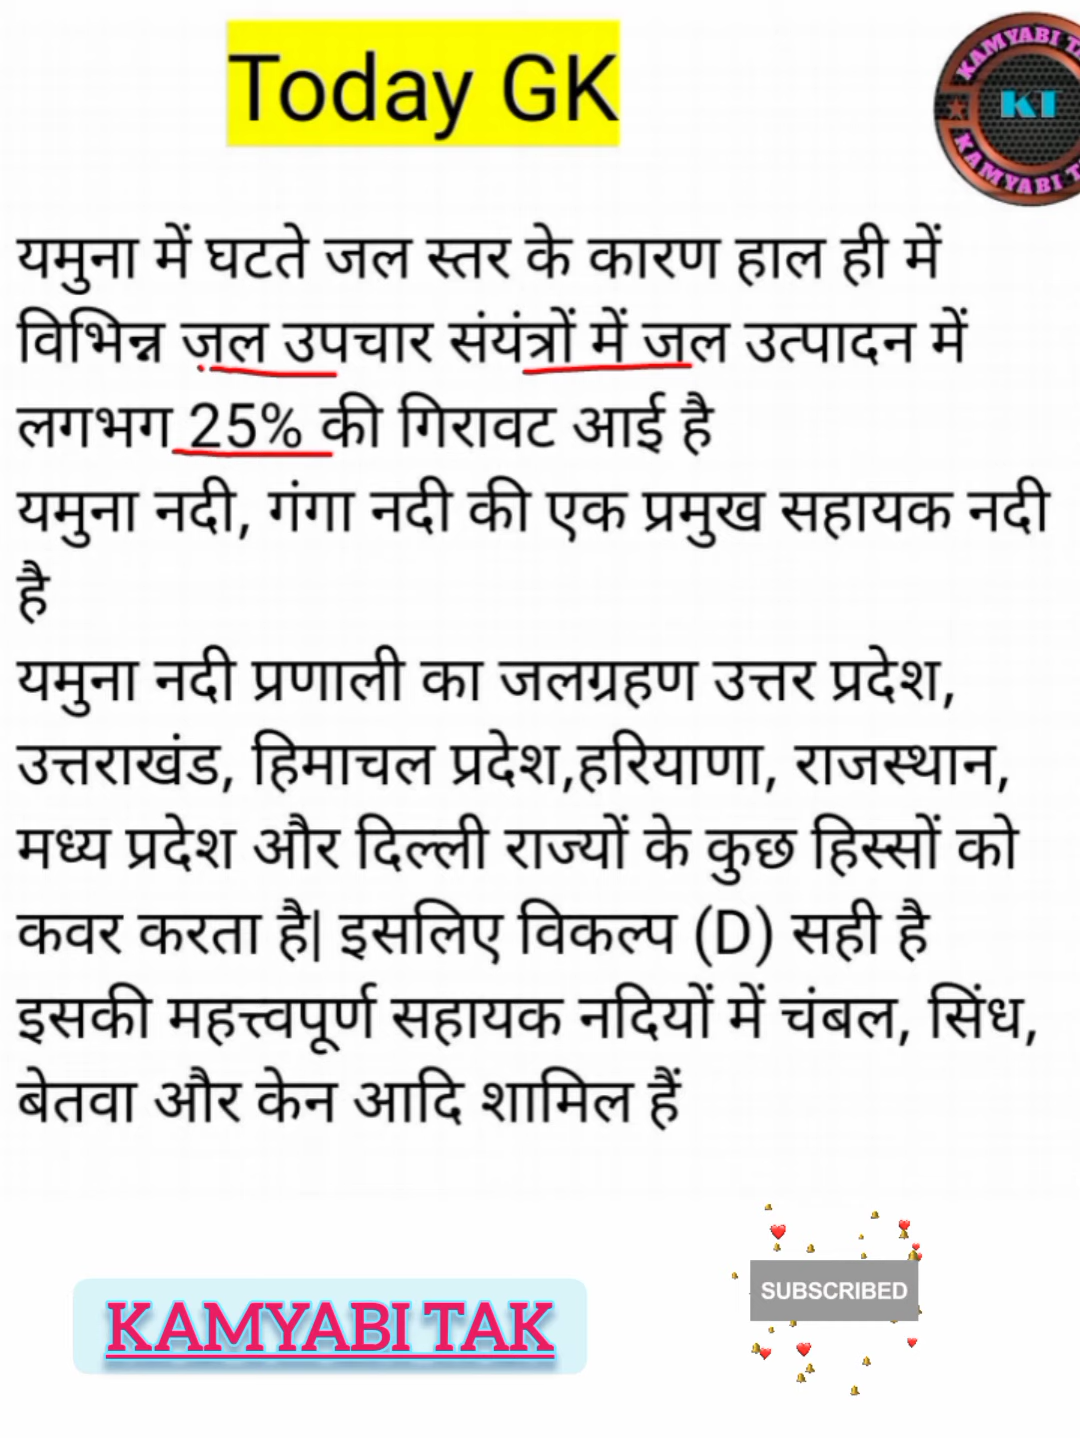 Today GK
KAMYABI T
KI
KAMYABI T
यमुना में घटते जल स्तर के कारण हाल ही में
विभिन्न जल उपचार संयंत्रों में जल उत्पादन में
लगभग 25% की गिरावट आई है
यमुना नदी, गंगा नदी की एक प्रमुख सहायक नदी
है
यमुना नदी प्रणाली का जलग्रहण उत्तर प्रदेश,
उत्तराखंड, हिमाचल प्रदेश,हरियाणा, राजस्थान,
मध्य प्रदेश और दिल्ली राज्यों के कुछ हिस्सों को
कवर करता है| इसलिए विकल्प (D) सही है
इसकी महत्त्वपूर्ण सहायक नदियों में चंबल, सिंध,
बेतवा और केन आदि शामिल हैं
KAMYABI TAK
SUBSCRIBED